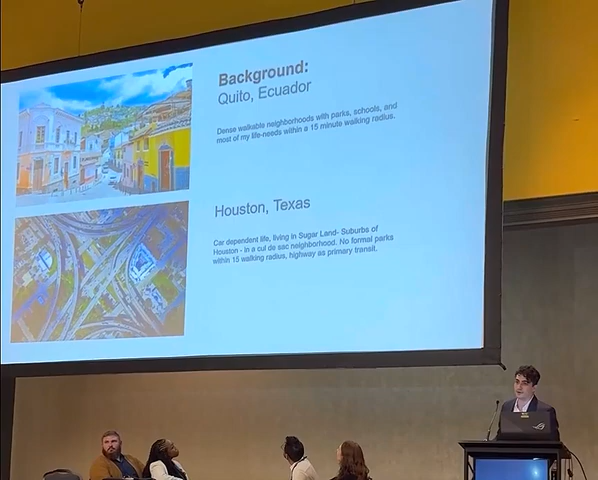 Background:
Quito, Ecuador
Dense walkable neighborhoods with parks, schools, and
most of my life-needs within a 15 minute walking radius.
Houston, Texas
Car dependent life, living in Sugar Land- Suburbs of
Houston - in a cul de sac neighborhood. No formal parks
within 15 walking radius, highway as primary transit.